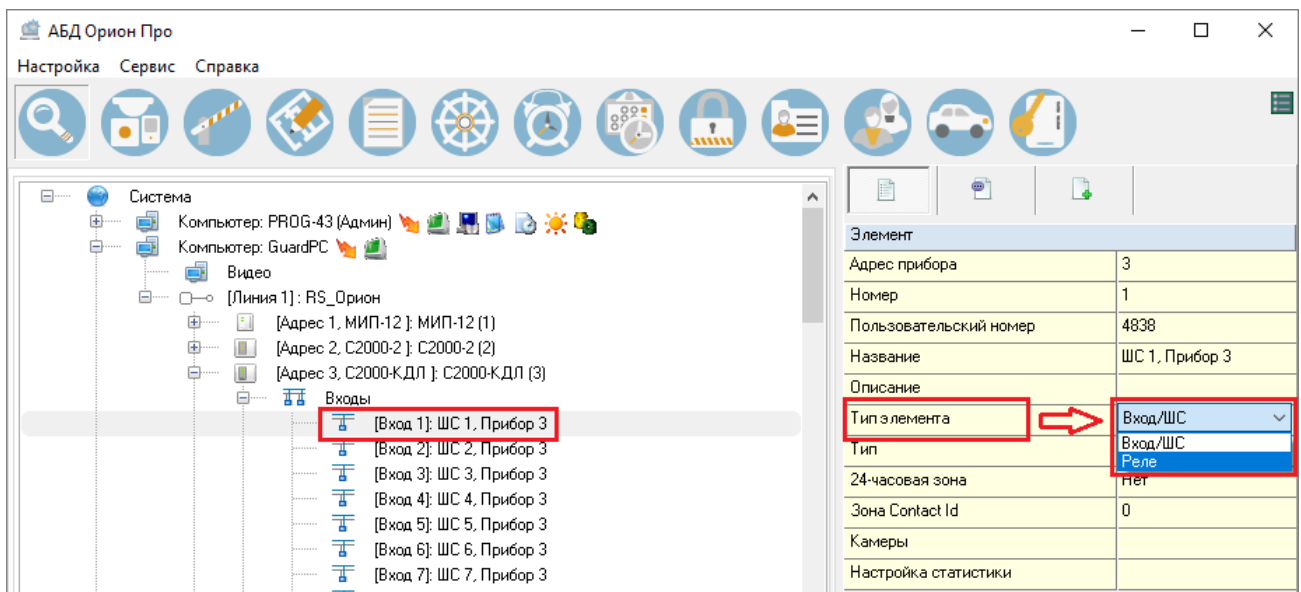 АБД Орион Про
Настройка Сервис Справка
Система
Компьютер: PROG-43 (Админ)
Компьютер: GuardPC
Видео
[Линия 1] : RS_Орион
[Адрес 1, МИП-12 ]: МИП-12 (1)
[Адрес 2, С2000-2 ]: С2000-2 (2)
[Адрес 3, С2000-КДЛ ]: С2000-КДЛ (3)
Входы
[Вход 1]: ШС 1, Прибор 3
[Вход 2]: ШС 2, Прибор 3
[Вход 3]: ШС 3, Прибор 3
[Вход 4]: ШС 4, Прибор 3
[Вход 5]: ШС 5, Прибор 3
[Вход 6]: ШС 6, Прибор 3
[Вход 7]: ШС 7, Прибор 3
Элемент
Адрес прибора 3
Номер 1
Пользовательский номер 4838
Название ШС 1, Прибор 3
Описание
Тип элемента Вход/ШС
Вход/ШС
Тип
Реле
24-часовая зона Нет
Зона Contact Id 0
Камеры
Настройка статистики